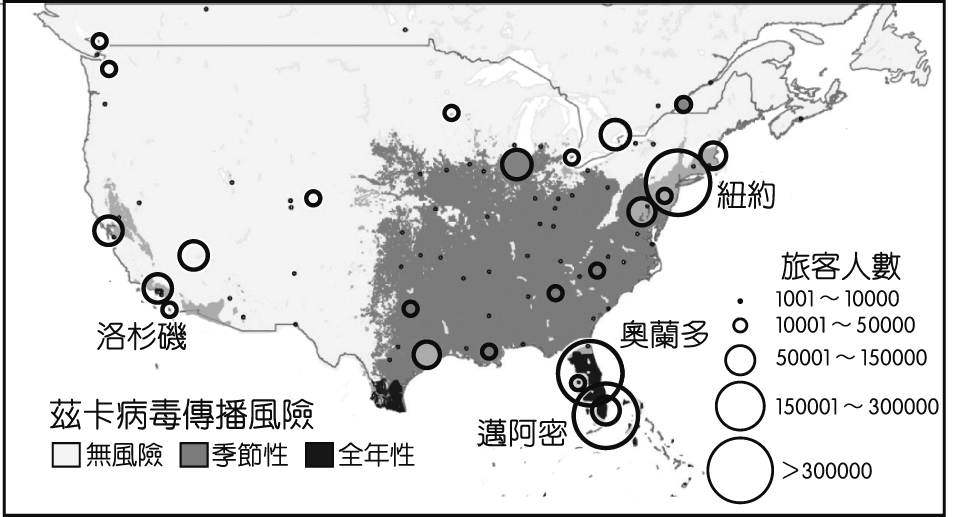 紐約
旅客人數
1001～10000
10001～50000
50001～150000
150001～300000
＞300000
洛杉磯
奧蘭多
邁阿密
茲卡病毒傳播風險
無風險 季節性 全年性